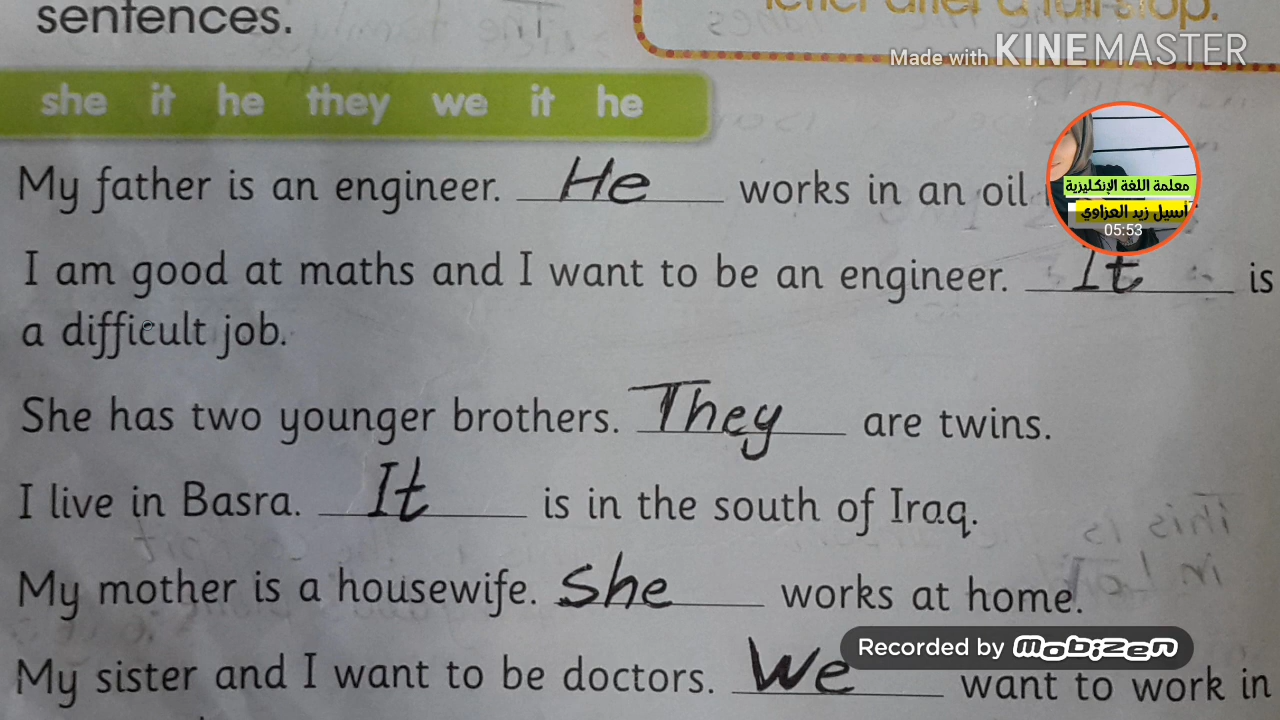 sentences.
letter after a full stop.
Made with KINEMASTER
she it he they we it he
My father is an engineer. He works in an oil
معلمة اللغة الإنكليزية
أسيل زيد العزاوي
05:53
I am good at maths and I want to be an engineer. It is
a difficult job.
She has two younger brothers. They are twins.
I live in Basra. It is in the south of Iraq.
My mother is a housewife. She works at home.
Recorded by mobizen
My sister and I want to be doctors. We want to work in